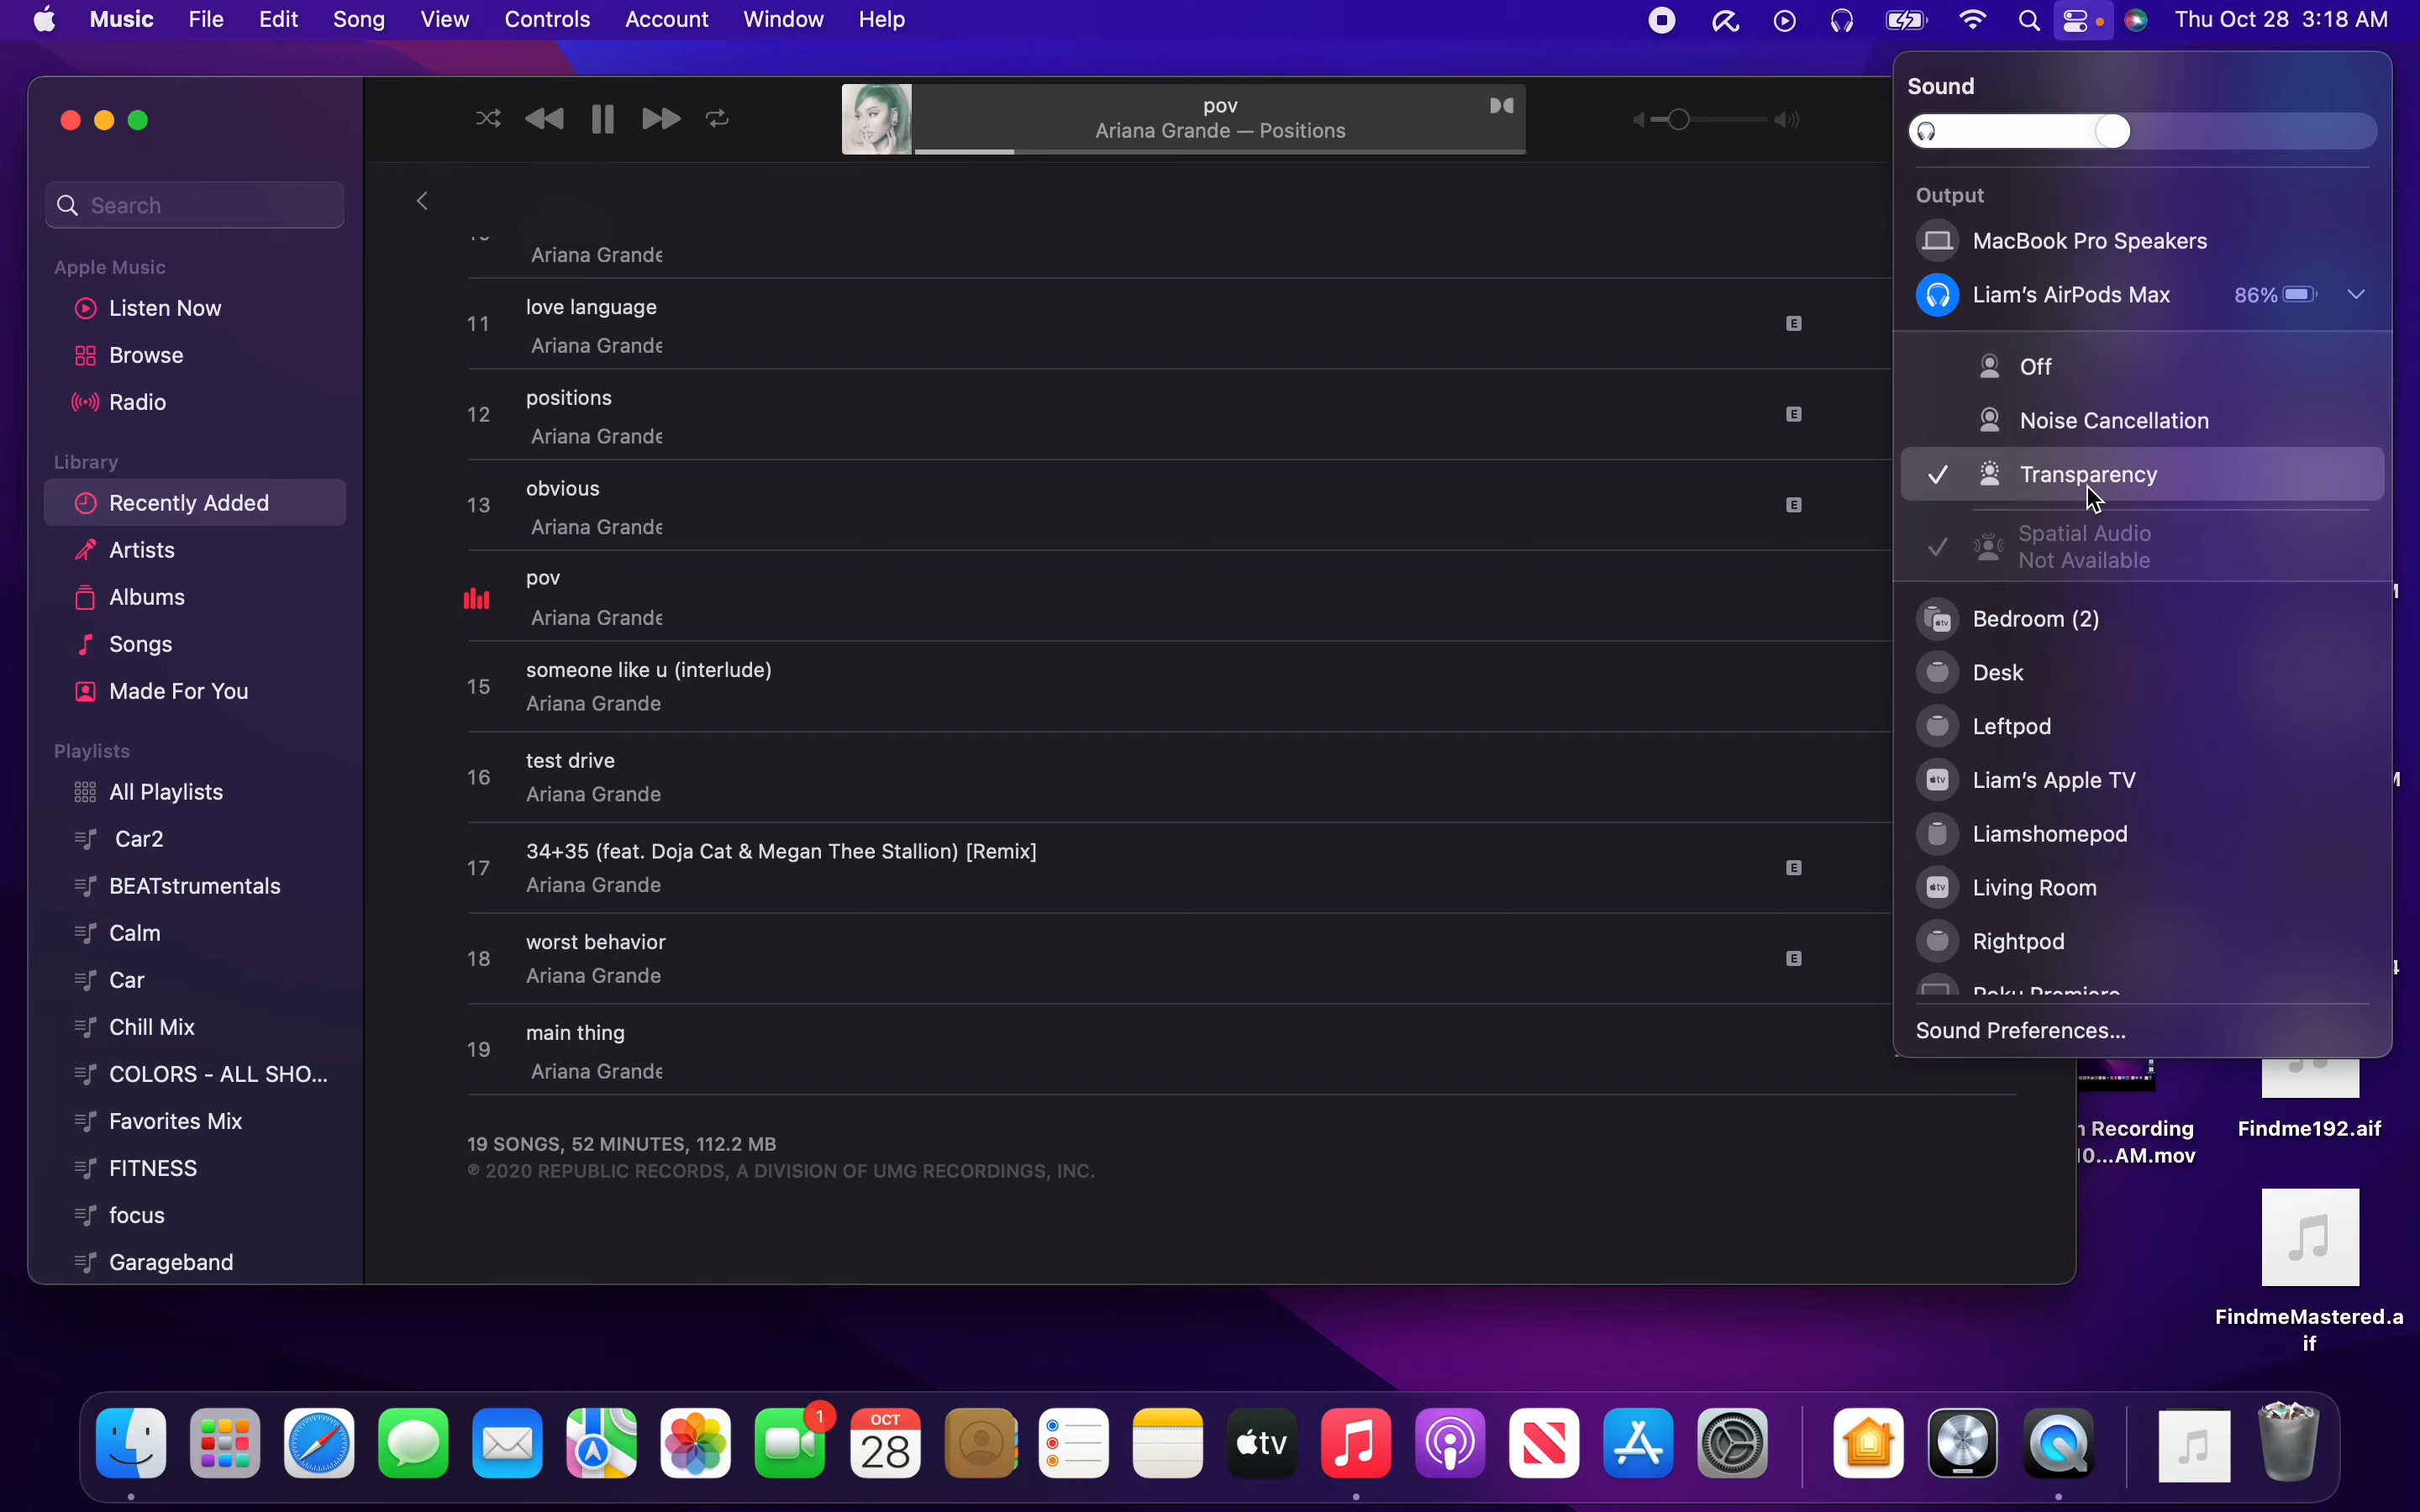 Music File Edit Song View Controls Account Window Help
Thu Oct 28 3:18 AM
pov
Ariana Grande — Positions
Search
Apple Music
Listen Now
Browse
Radio
Library
Recently Added
Artists
Albums
Songs
Made For You
Playlists
All Playlists
Car2
BEATstrumentals
Calm
Car
Chill Mix
COLORS - ALL SHO...
Favorites Mix
FITNESS
focus
Garageband
Ariana Grande
11 love language E
Ariana Grande
12 positions E
Ariana Grande
13 obvious E
Ariana Grande
pov
Ariana Grande
15 someone like u (interlude)
Ariana Grande
16 test drive
Ariana Grande
17 34+35 (feat. Doja Cat & Megan Thee Stallion) [Remix] E
Ariana Grande
18 worst behavior E
Ariana Grande
19 main thing
Ariana Grande
19 SONGS, 52 MINUTES, 112.2 MB
℗ 2020 REPUBLIC RECORDS, A DIVISION OF UMG RECORDINGS, INC.
Sound
Output
MacBook Pro Speakers
Liam's AirPods Max 86%
Off
Noise Cancellation
Transparency
Spatial Audio
Not Available
Bedroom (2)
Desk
Leftpod
Liam's Apple TV
Liamshomepod
Living Room
Rightpod
Sound Preferences...
Recording
...AM.mov
Findme192.aif
FindmeMastered.a
if
1
OCT
28
tv